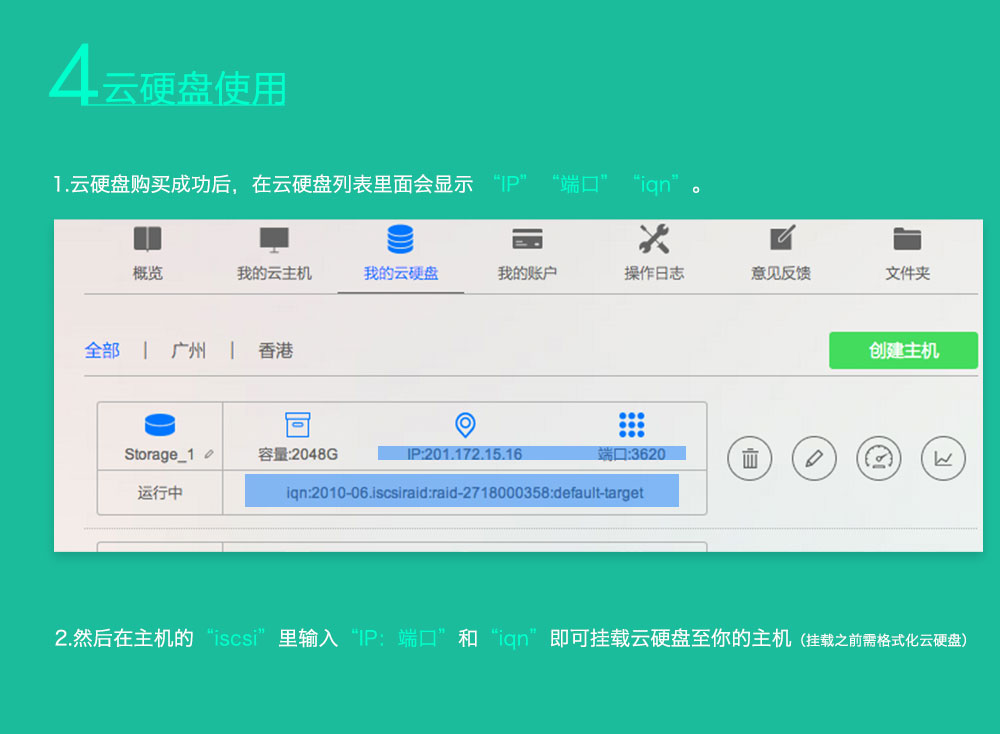 4云硬盘使用
1.云硬盘购买成功后，在云硬盘列表里面会显示 “IP” “端口” “iqn” 。
概览 我的云主机 我的云硬盘 我的账户 操作日志 意见反馈 文件夹
全部 | 广州 | 香港 创建主机
Storage_1 容量:2048G IP:201.172.15.16 端口:3620
运行中 iqn:2010-06.iscsiraid:raid-2718000358:default-target
2.然后在主机的“iscsi”里输入“IP：端口”和“iqn”即可挂载云硬盘至你的主机（挂载之前需格式化云硬盘）